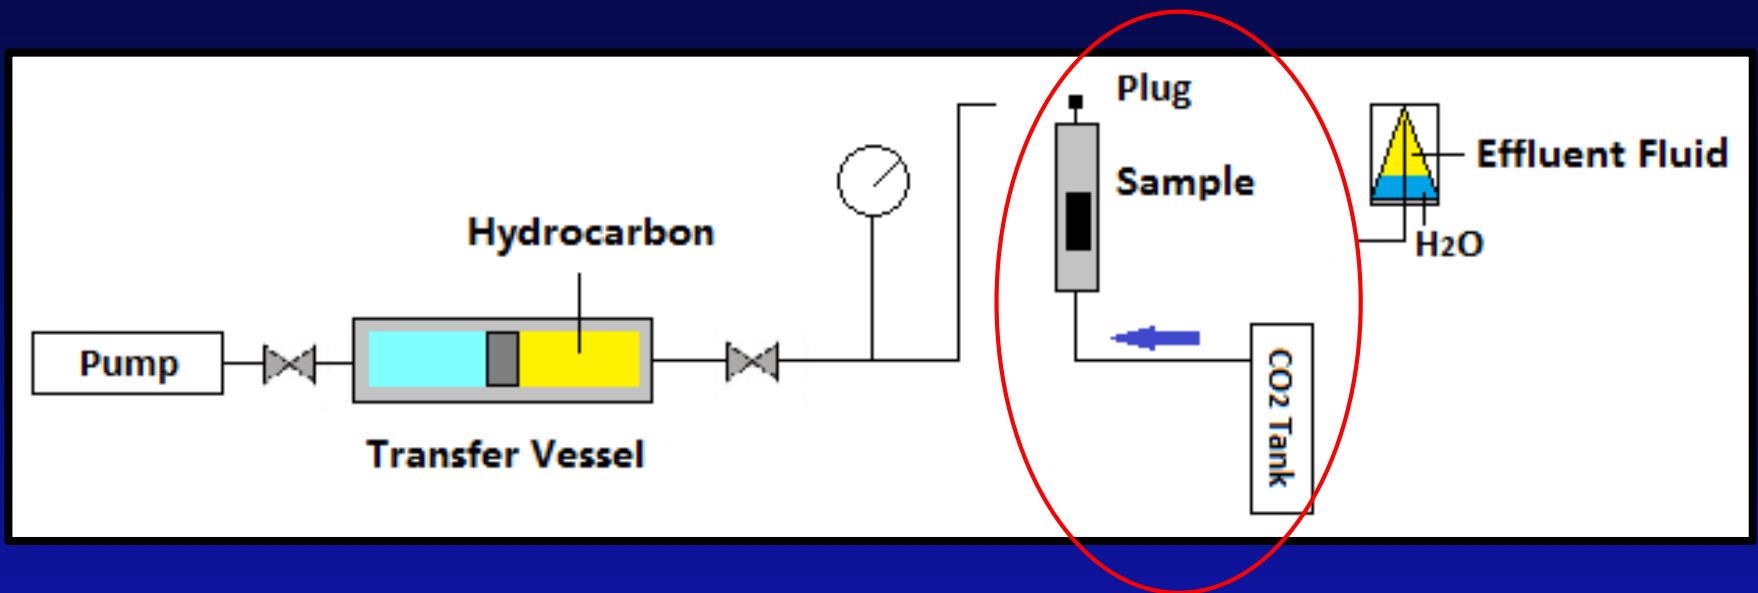 Plug
Effluent Fluid
Sample
Hydrocarbon
H2O
Pump
CO2 Tank
Transfer Vessel